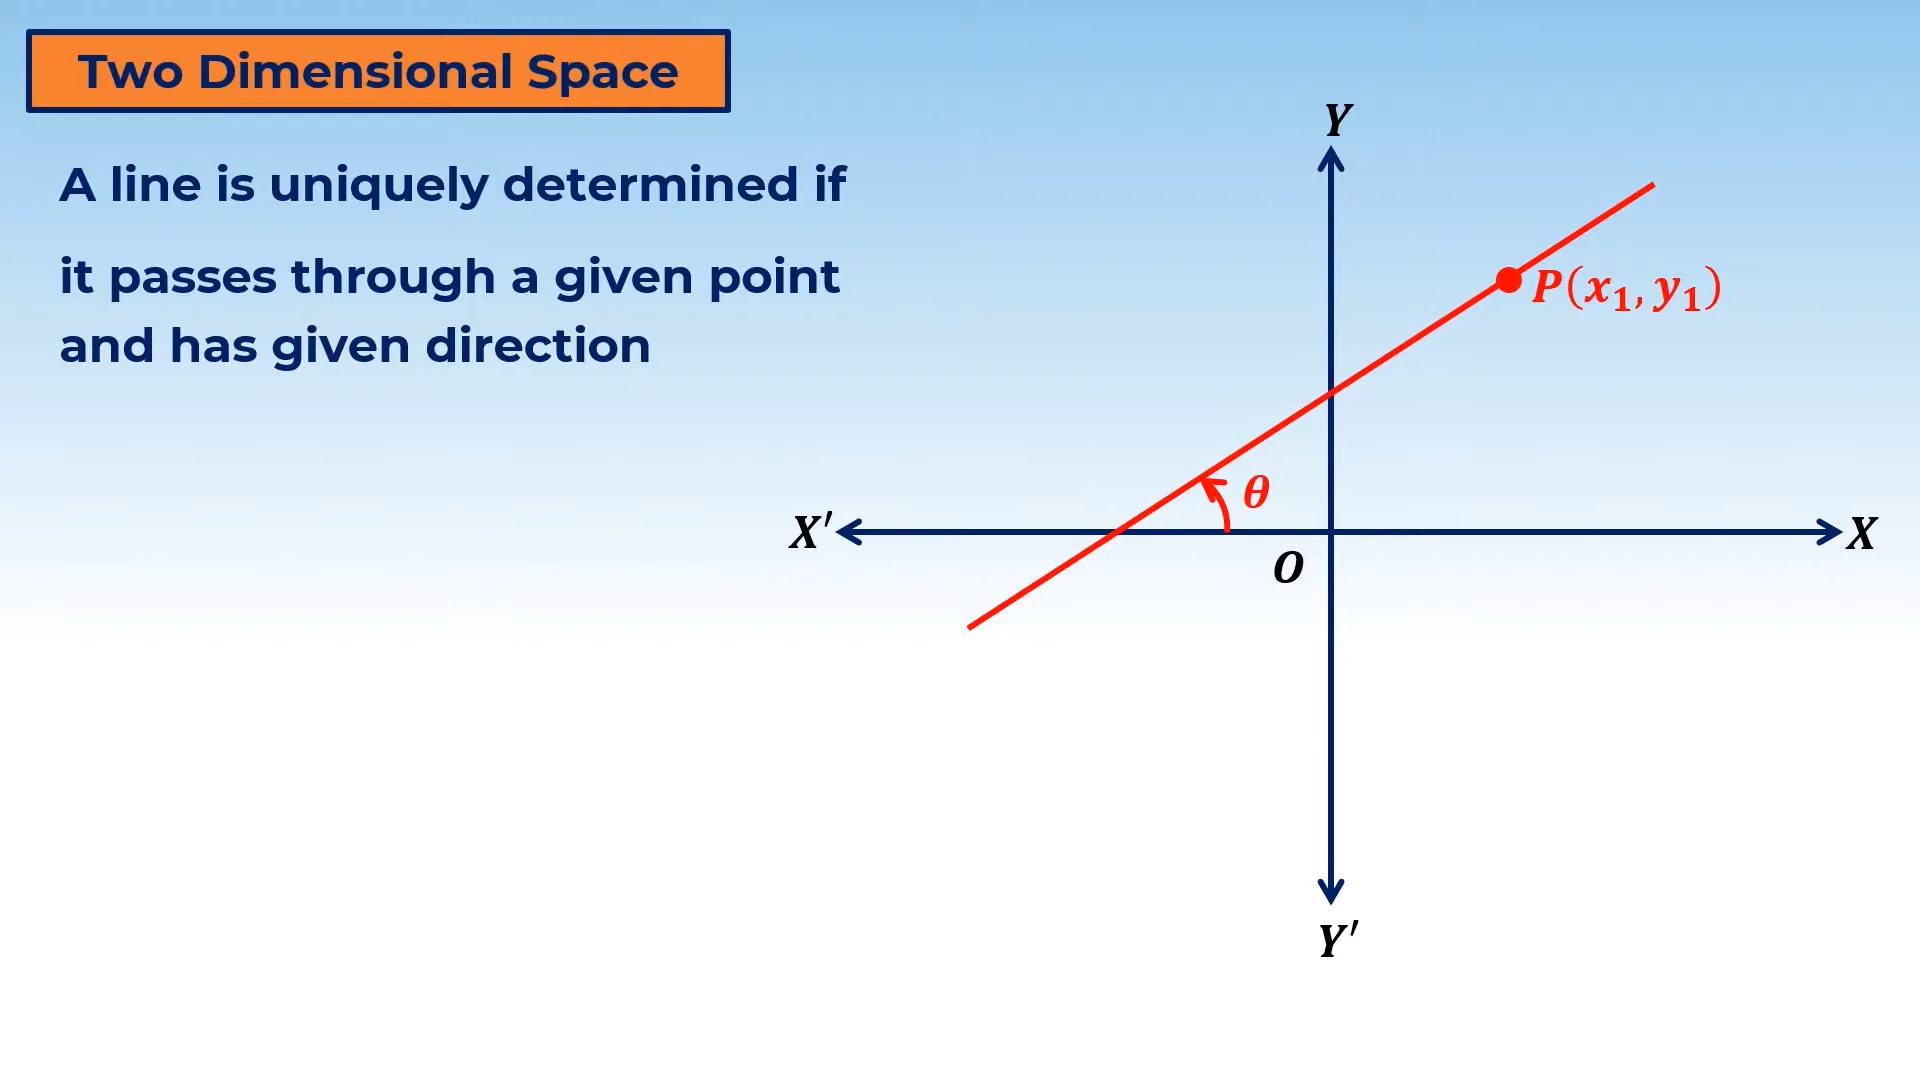 Two Dimensional Space
A line is uniquely determined if
it passes through a given point
and has given direction
Y
P(x₁, y₁)
θ
X′
X
O
Y′